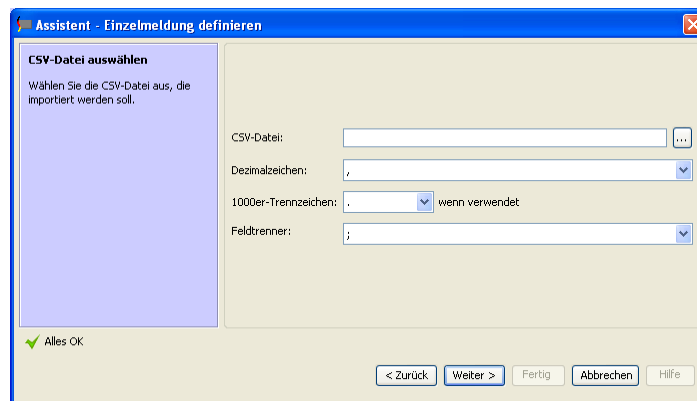 Assistent - Einzelmeldung definieren
CSV-Datei auswählen
Wählen Sie die CSV-Datei aus, die
importiert werden soll.
CSV-Datei:
...
Dezimalzeichen: ,
1000er-Trennzeichen: . wenn verwendet
Feldtrenner: ;
Alles OK
< Zurück Weiter > Fertig Abbrechen Hilfe